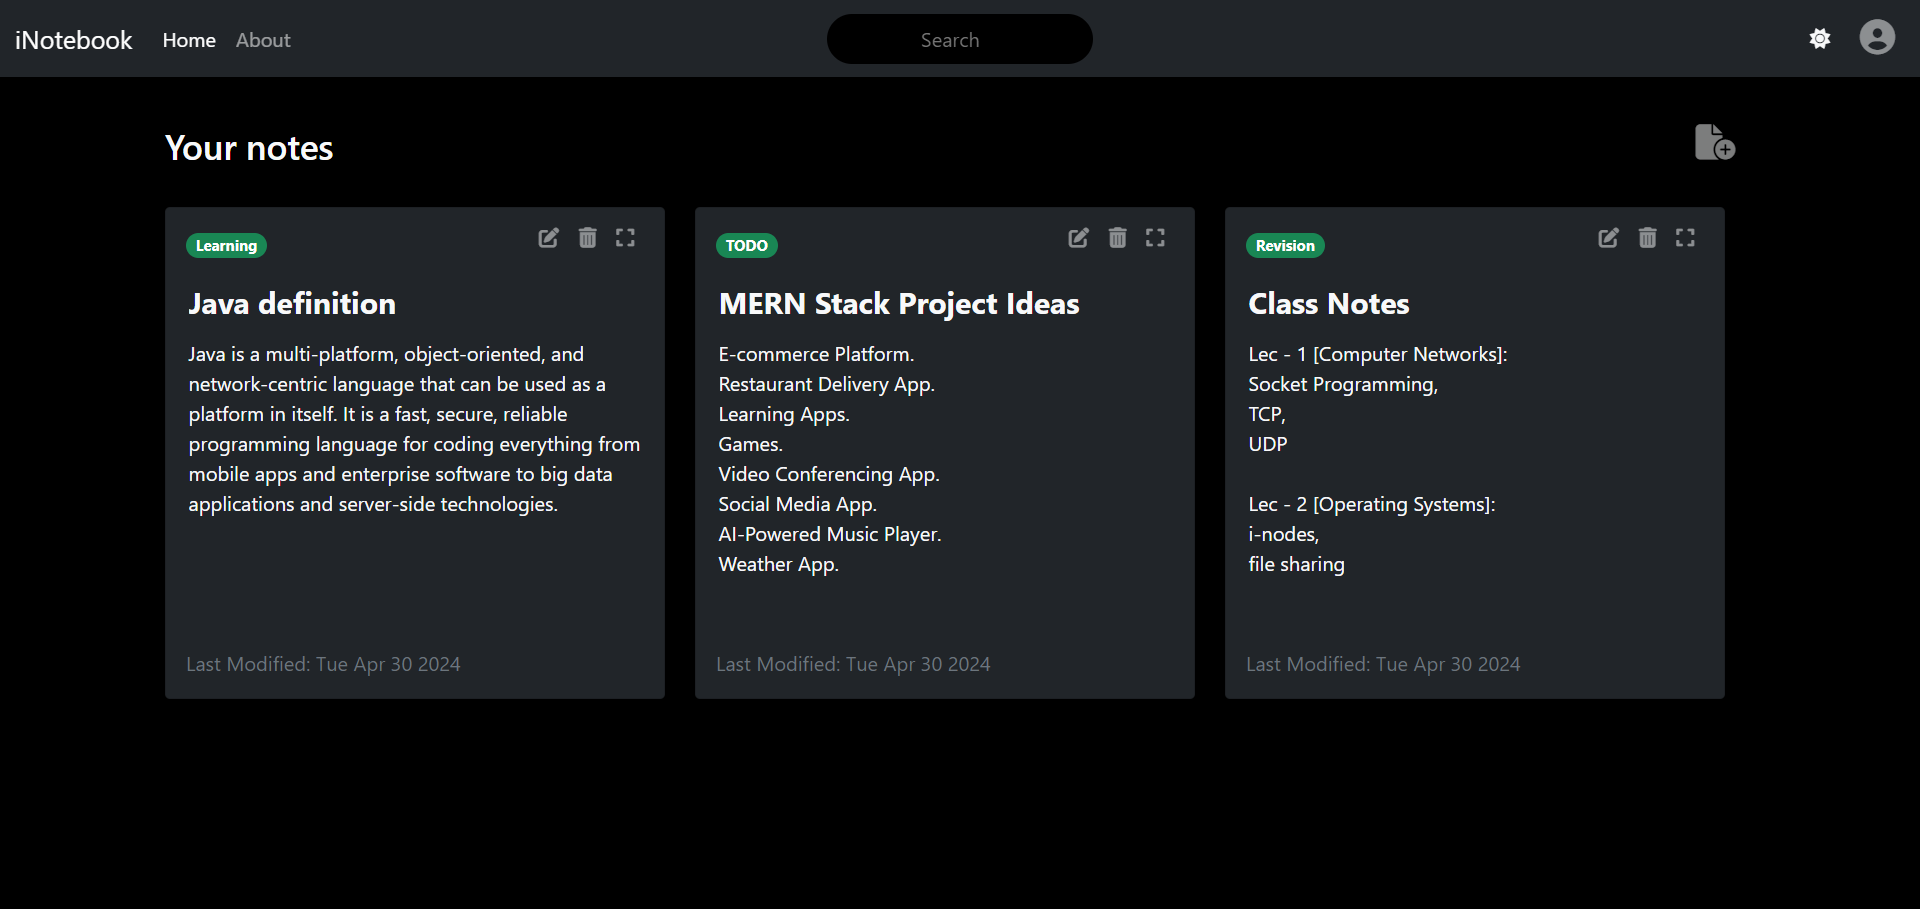 iNotebook Home About Search
Your notes
Learning
Java definition
Java is a multi-platform, object-oriented, and
network-centric language that can be used as a
platform in itself. It is a fast, secure, reliable
programming language for coding everything from
mobile apps and enterprise software to big data
applications and server-side technologies.
Last Modified: Tue Apr 30 2024
TODO
MERN Stack Project Ideas
E-commerce Platform.
Restaurant Delivery App.
Learning Apps.
Games.
Video Conferencing App.
Social Media App.
AI-Powered Music Player.
Weather App.
Last Modified: Tue Apr 30 2024
Revision
Class Notes
Lec - 1 [Computer Networks]:
Socket Programming,
TCP,
UDP
Lec - 2 [Operating Systems]:
i-nodes,
file sharing
Last Modified: Tue Apr 30 2024